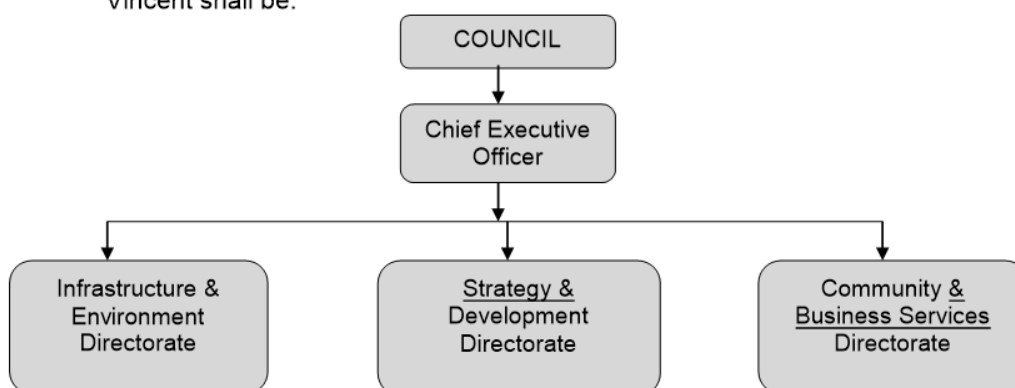 Vincent shall be:
COUNCIL
Chief Executive
Officer
Infrastructure &
Environment
Directorate
Strategy &
Development
Directorate
Community &
Business Services
Directorate